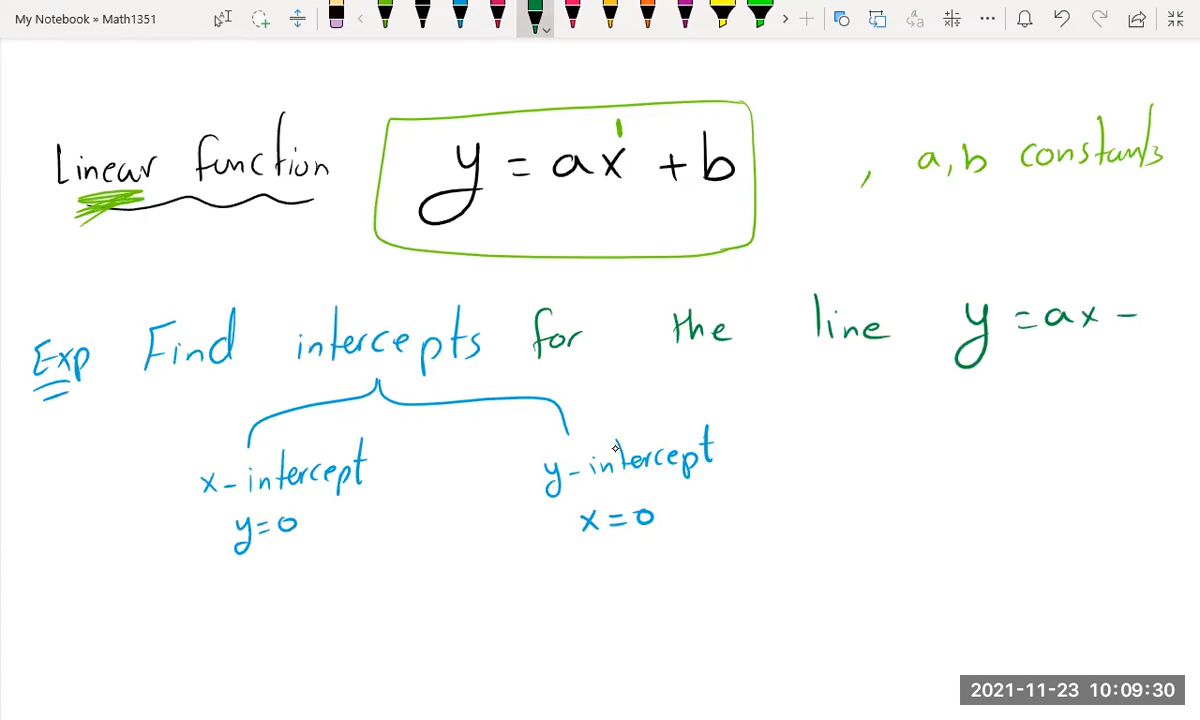 My Notebook » Math1351
Linear function y = ax¹ + b , a,b constants
Exp Find intercepts for the line y = ax -
x-intercept y-intercept
y=0 x=0
2021-11-23 10:09:30